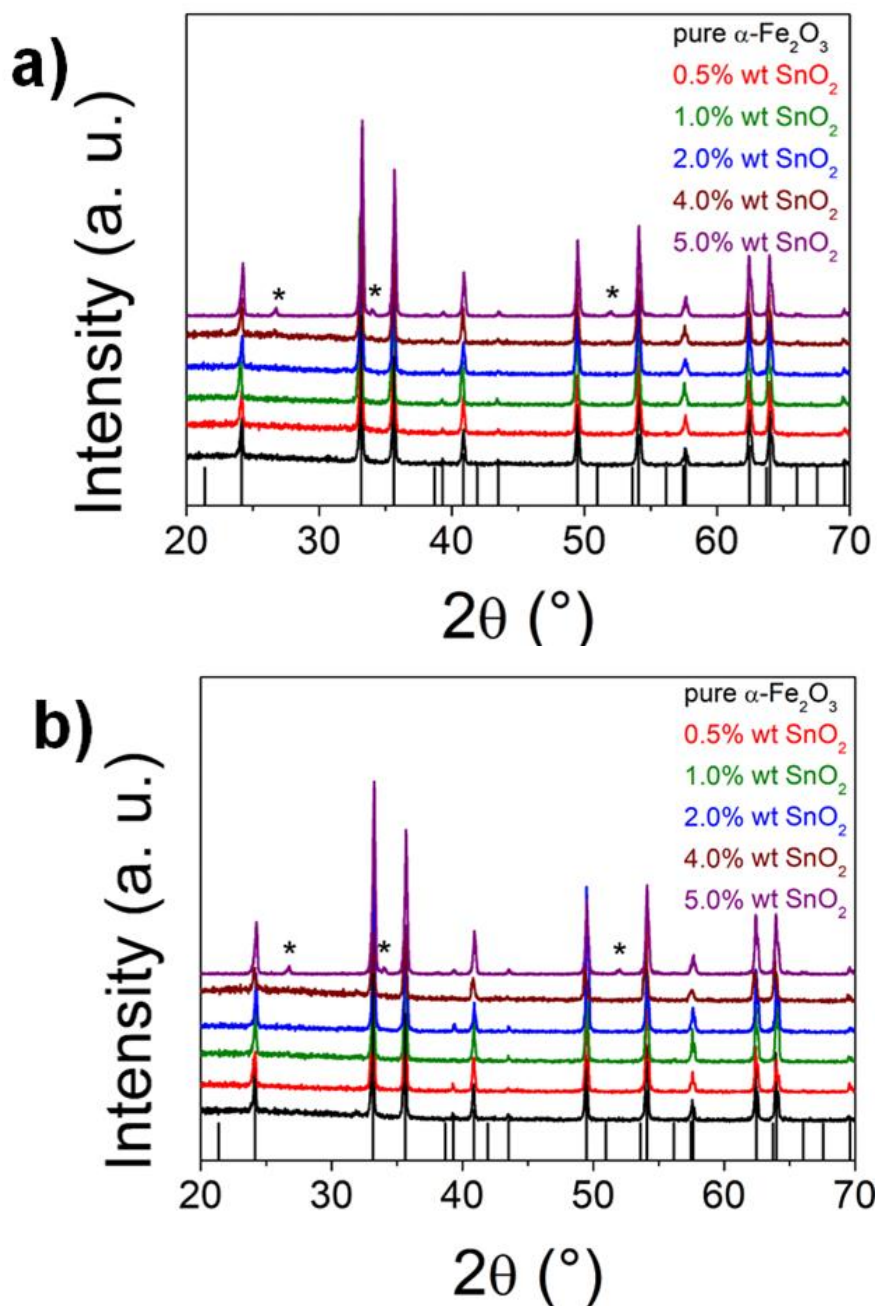 a)
Intensity (a. u.)
pure α-Fe₂O₃
0.5% wt SnO₂
1.0% wt SnO₂
2.0% wt SnO₂
4.0% wt SnO₂
5.0% wt SnO₂
* * *
20 30 40 50 60 70
2θ (°)
b)
Intensity (a. u.)
pure α-Fe₂O₃
0.5% wt SnO₂
1.0% wt SnO₂
2.0% wt SnO₂
4.0% wt SnO₂
5.0% wt SnO₂
* * *
20 30 40 50 60 70
2θ (°)